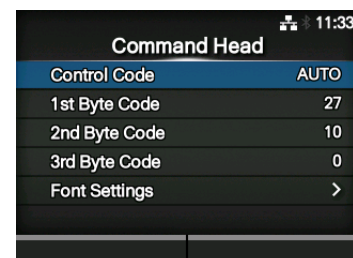 11:33
Command Head
Control Code AUTO
1st Byte Code 27
2nd Byte Code 10
3rd Byte Code 0
Font Settings >